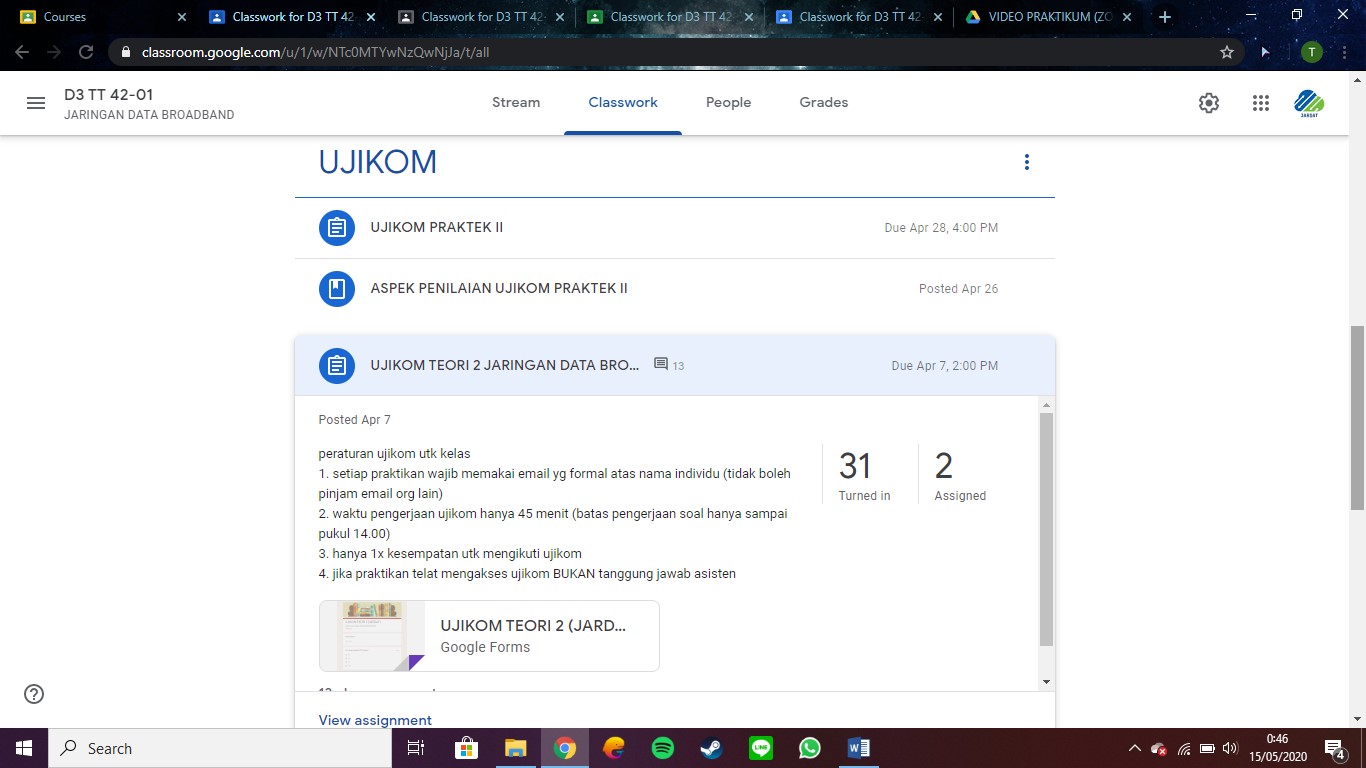 Courses
Classwork for D3 TT 42-
Classwork for D3 TT 42-
Classwork for D3 TT 42-
Classwork for D3 TT 42-
VIDEO PRAKTIKUM (ZO
classroom.google.com/u/1/w/NTc0MTYwNzQwNjJa/t/all
T
D3 TT 42-01
JARINGAN DATA BROADBAND
Stream
Classwork
People
Grades
JARDAT
UJIKOM
UJIKOM PRAKTEK II
Due Apr 28, 4:00 PM
ASPEK PENILAIAN UJIKOM PRAKTEK II
Posted Apr 26
UJIKOM TEORI 2 JARINGAN DATA BRO...
13
Due Apr 7, 2:00 PM
Posted Apr 7
peraturan ujikom utk kelas
1. setiap praktikan wajib memakai email yg formal atas nama individu (tidak boleh
pinjam email org lain)
2. waktu pengerjaan ujikom hanya 45 menit (batas pengerjaan soal hanya sampai
pukul 14.00)
3. hanya 1x kesempatan utk mengikuti ujikom
4. jika praktikan telat mengakses ujikom BUKAN tanggung jawab asisten
31
Turned in
2
Assigned
UJIKOM TEORI 2 (JARD...
Google Forms
View assignment
Search
0:46
15/05/2020
4